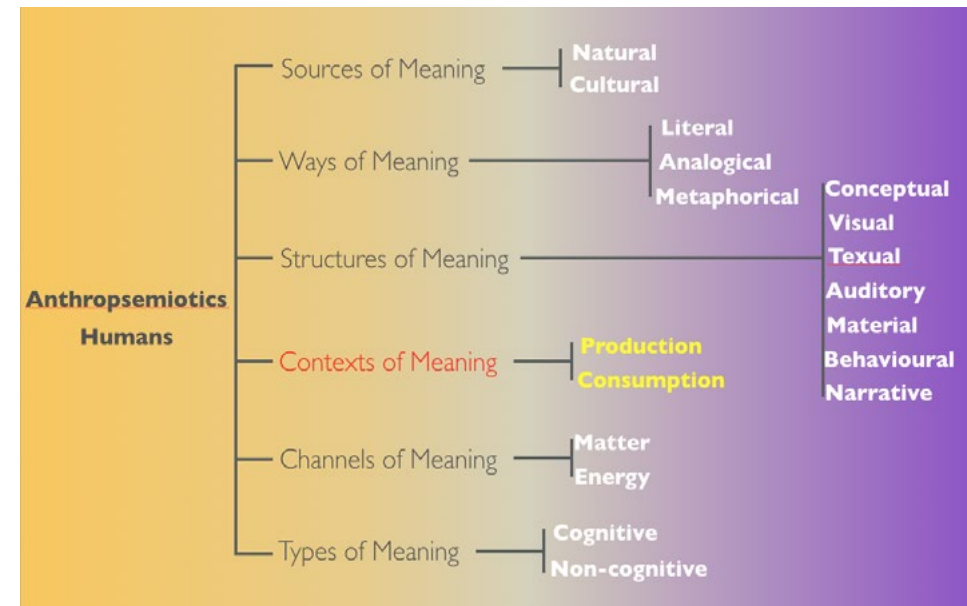 Anthropsemiotics
Humans
Sources of Meaning
Natural
Cultural
Ways of Meaning
Literal
Analogical
Metaphorical
Structures of Meaning
Conceptual
Visual
Texual
Auditory
Material
Behavioural
Narrative
Contexts of Meaning
Production
Consumption
Channels of Meaning
Matter
Energy
Types of Meaning
Cognitive
Non-cognitive